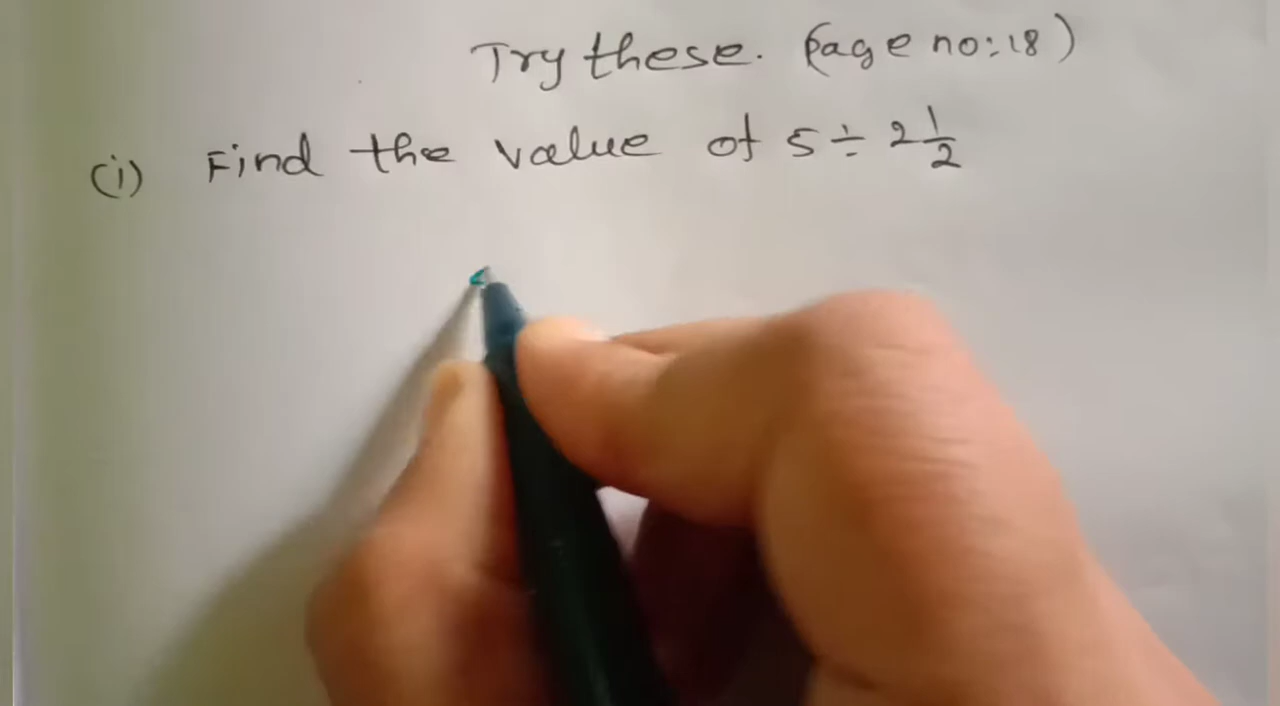 Try these. (Page no: 18)
(i) Find the value of 5 ÷ 2 1/2